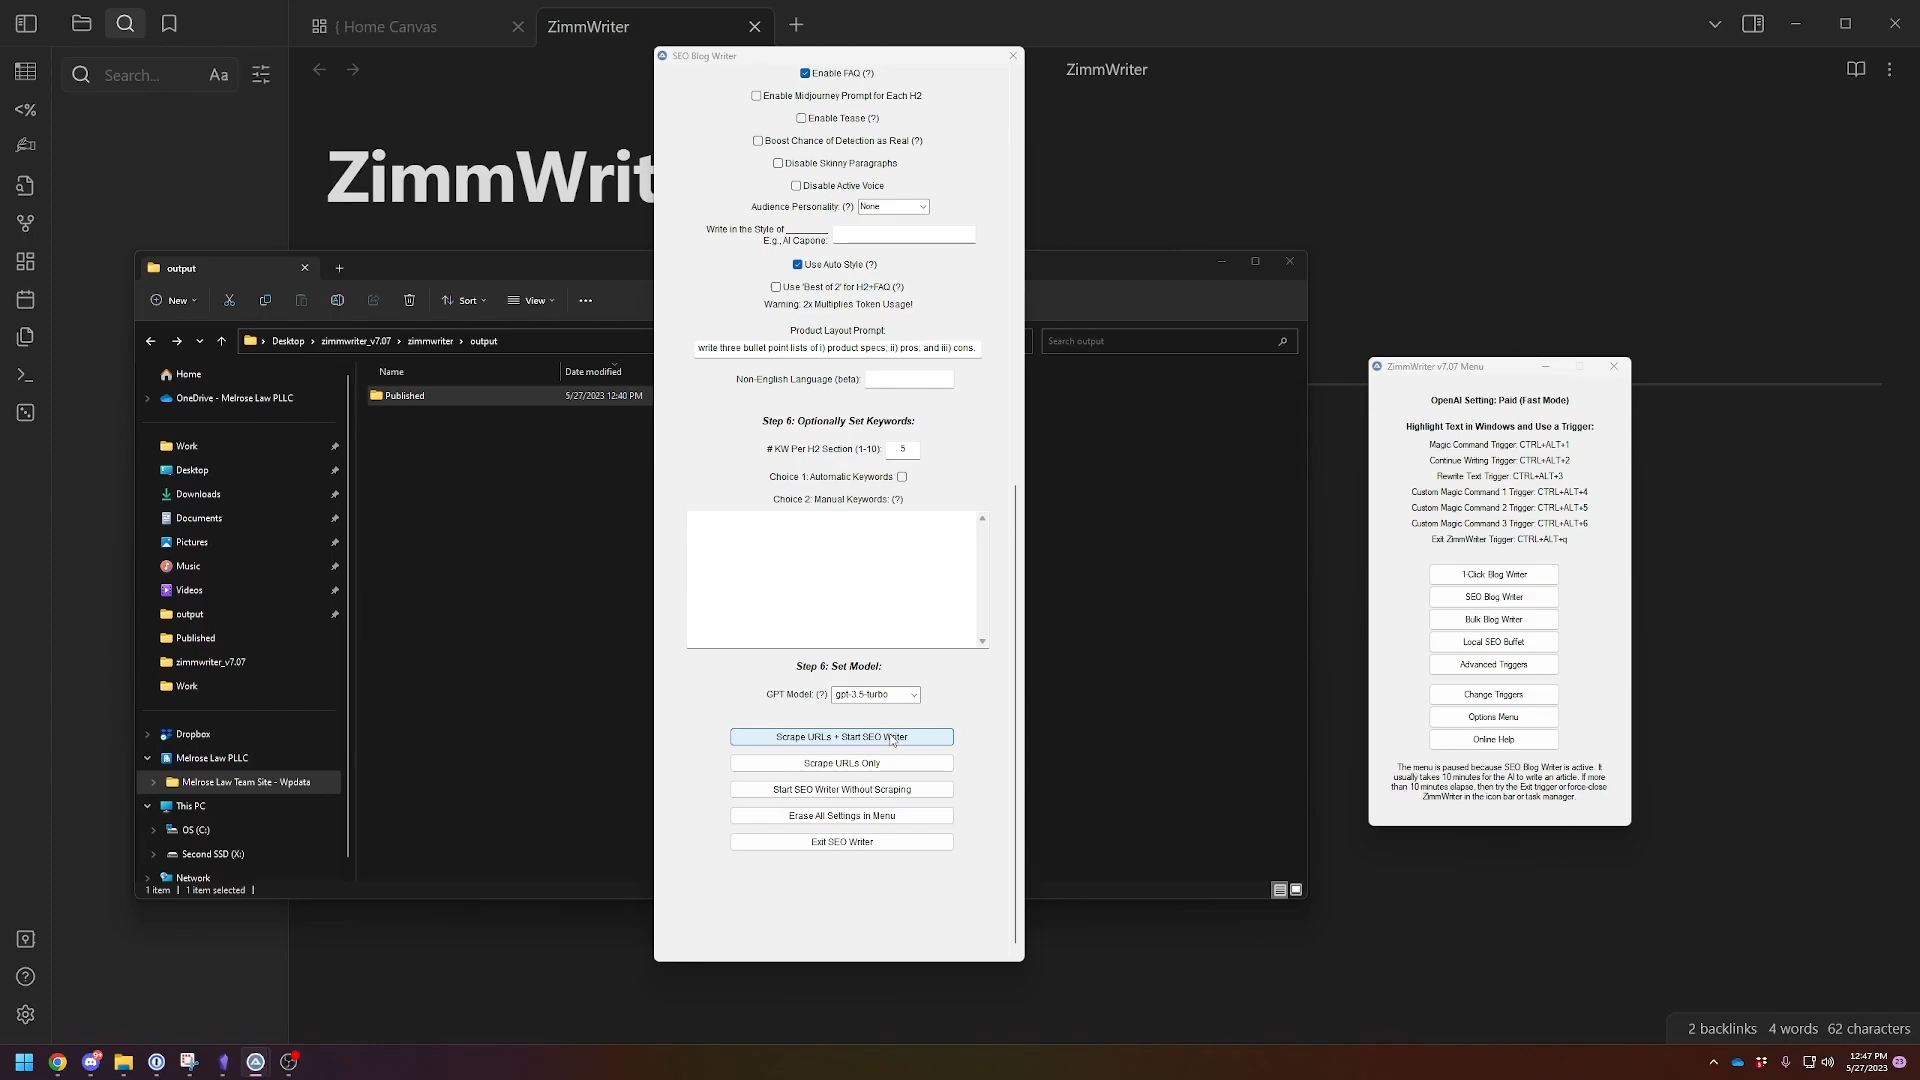 { Home Canvas
ZimmWriter
Search...
Aa
ZimmWriter
ZimmWrit
SEO Blog Writer
Enable FAQ (?)
Enable Midjourney Prompt for Each H2
Enable Tease (?)
Boost Chance of Detection as Real (?)
Disable Skinny Paragraphs
Disable Active Voice
Audience Personality: (?) None
Write in the Style of ________
E.g., Al Capone:
Use Auto Style (?)
Use 'Best of 2' for H2+FAQ (?)
Warning: 2x Multiplies Token Usage!
Product Layout Prompt:
write three bullet point lists of i) product specs; ii) pros; and iii) cons.
Non-English Language (beta):
Step 6: Optionally Set Keywords:
# KW Per H2 Section (1-10): 5
Choice 1: Automatic Keywords
Choice 2: Manual Keywords: (?)
Step 6: Set Model:
GPT Model: (?) gpt-3.5-turbo
Scrape URLs + Start SEO Writer
Scrape URLs Only
Start SEO Writer Without Scraping
Erase All Settings in Menu
Exit SEO Writer
output
New
Sort
View
Desktop > zimmwriter_v7.07 > zimmwriter > output
Search output
Name Date modified
Published 5/27/2023 12:40 PM
Home
OneDrive - Melrose Law PLLC
Work
Desktop
Downloads
Documents
Pictures
Music
Videos
output
Published
zimmwriter_v7.07
Work
Dropbox
Melrose Law PLLC
Melrose Law Team Site - Wpdata
This PC
OS (C:)
Second SSD (X:)
Network
1 item | 1 item selected |
ZimmWriter v7.07 Menu
OpenAI Setting: Paid (Fast Mode)
Highlight Text in Windows and Use a Trigger:
Magic Command Trigger: CTRL+ALT+1
Continue Writing Trigger: CTRL+ALT+2
Rewrite Text Trigger: CTRL+ALT+3
Custom Magic Command 1 Trigger: CTRL+ALT+4
Custom Magic Command 2 Trigger: CTRL+ALT+5
Custom Magic Command 3 Trigger: CTRL+ALT+6
Exit ZimmWriter Trigger: CTRL+ALT+q
1-Click Blog Writer
SEO Blog Writer
Bulk Blog Writer
Local SEO Buffet
Advanced Triggers
Change Triggers
Options Menu
Online Help
The menu is paused because SEO Blog Writer is active. It
usually takes 10 minutes for the AI to write an article. If more
than 10 minutes elapse, then try the Exit trigger or force-close
ZimmWriter in the icon bar or task manager.
2 backlinks 4 words 62 characters
12:47 PM
5/27/2023
23